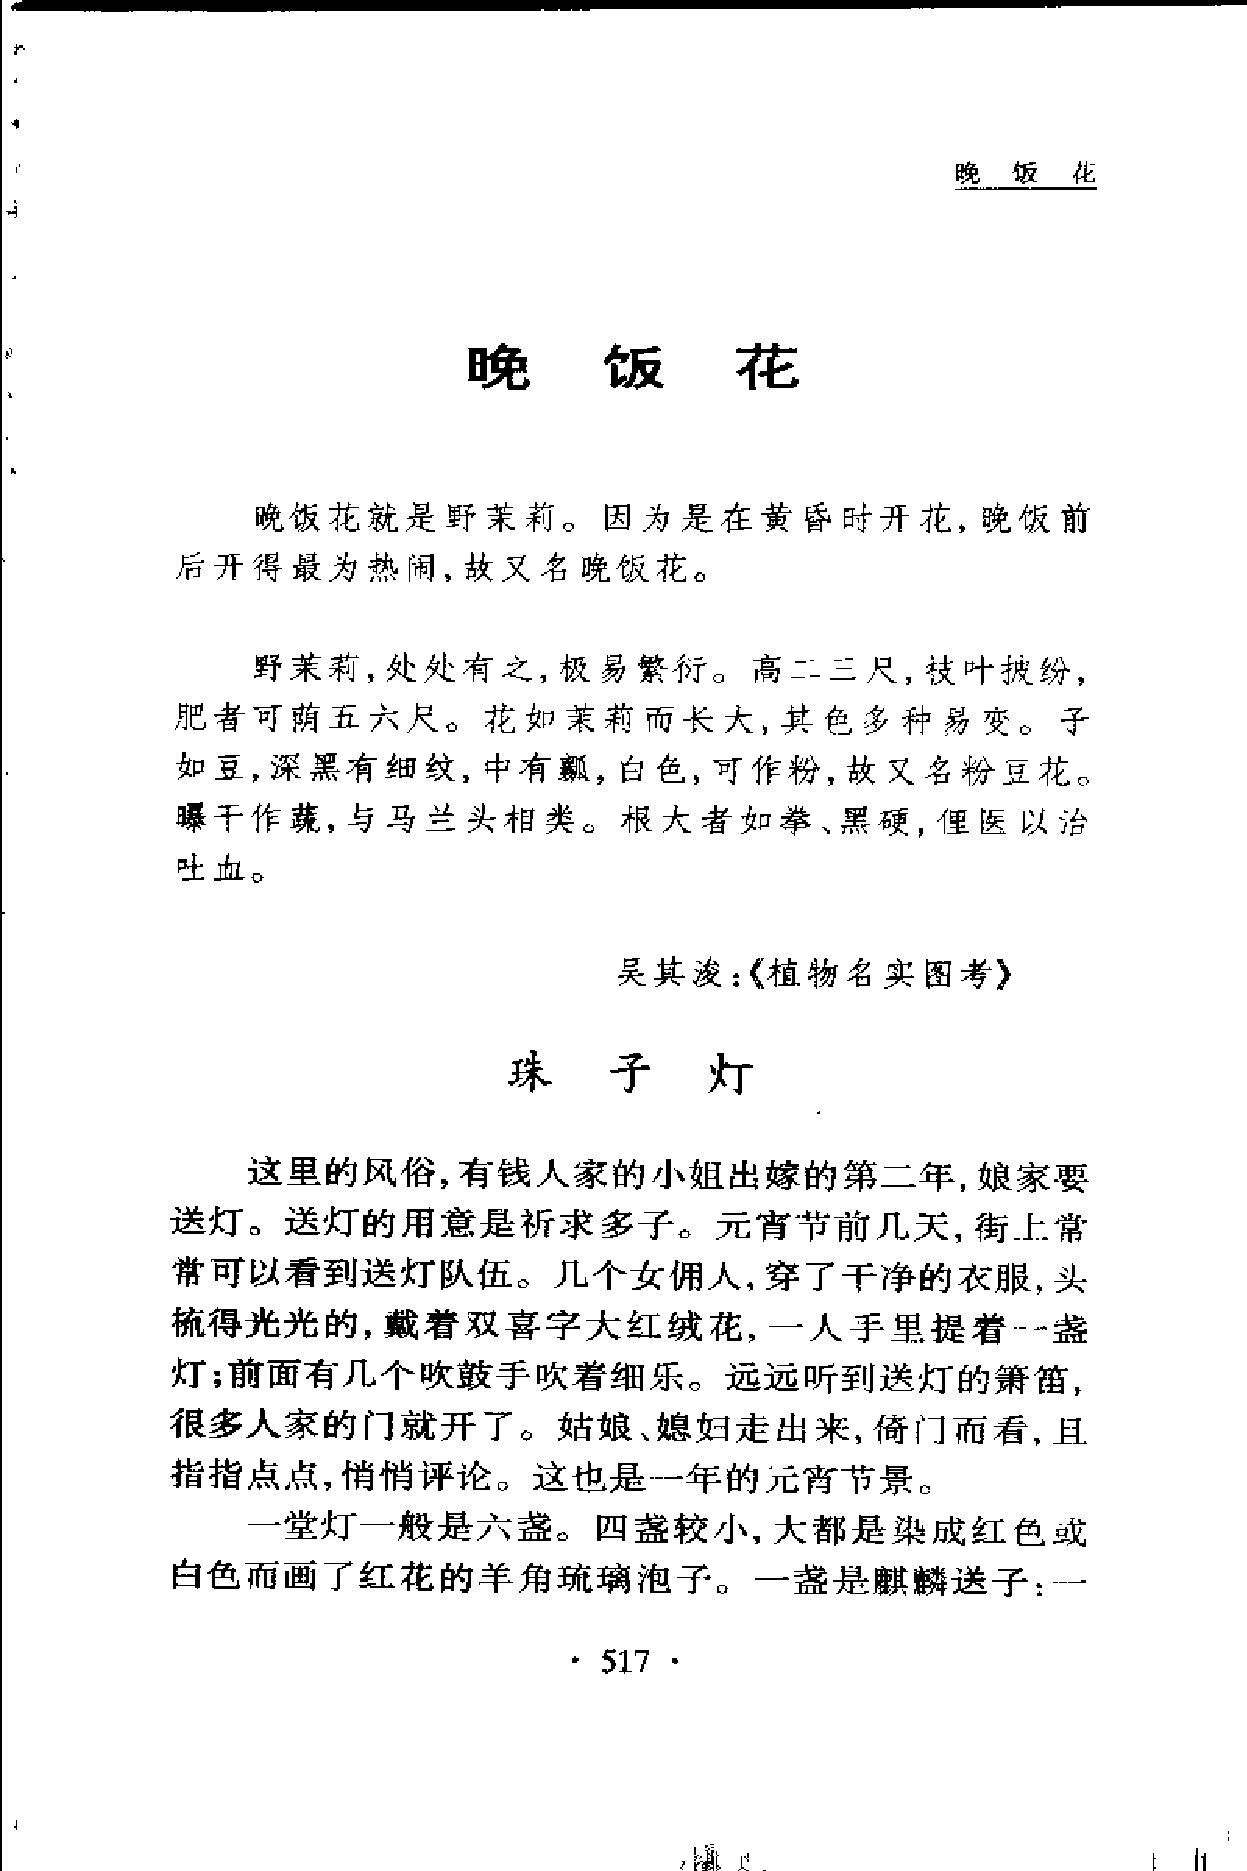 晚饭花
晚饭花
晚饭花就是野茉莉。因为是在黄昏时开花,晚饭前
后开得最为热闹,故又名晚饭花。
野茉莉,处处有之,极易繁衍。高二三尺,枝叶披纷,
肥者可荫五六尺。花如茉莉而长大,其色多种易变。子
如豆,深黑有细纹,中有瓤,白色,可作粉,故又名粉豆花。
曝干作蔬,与马兰头相类。根大者如拳、黑硬,俚医以治
吐血。
吴其浚:《植物名实图考》
珠子灯
这里的风俗,有钱人家的小姐出嫁的第二年,娘家要
送灯。送灯的用意是祈求多子。元宵节前几天,街上常
常可以看到送灯队伍。几个女佣人,穿了干净的衣服,头
梳得光光的,戴着双喜字大红绒花,一人手里提着一盏
灯;前面有几个吹鼓手吹着细乐。远远听到送灯的箫笛,
很多人家的门就开了。姑娘、媳妇走出来,倚门而看,且
指指点点,悄悄评论。这也是一年的元宵节景。
一堂灯一般是六盏。四盏较小,大都是染成红色或
白色而画了红花的羊角琉璃泡子。一盏是麒麟送子:一
· 517 ·